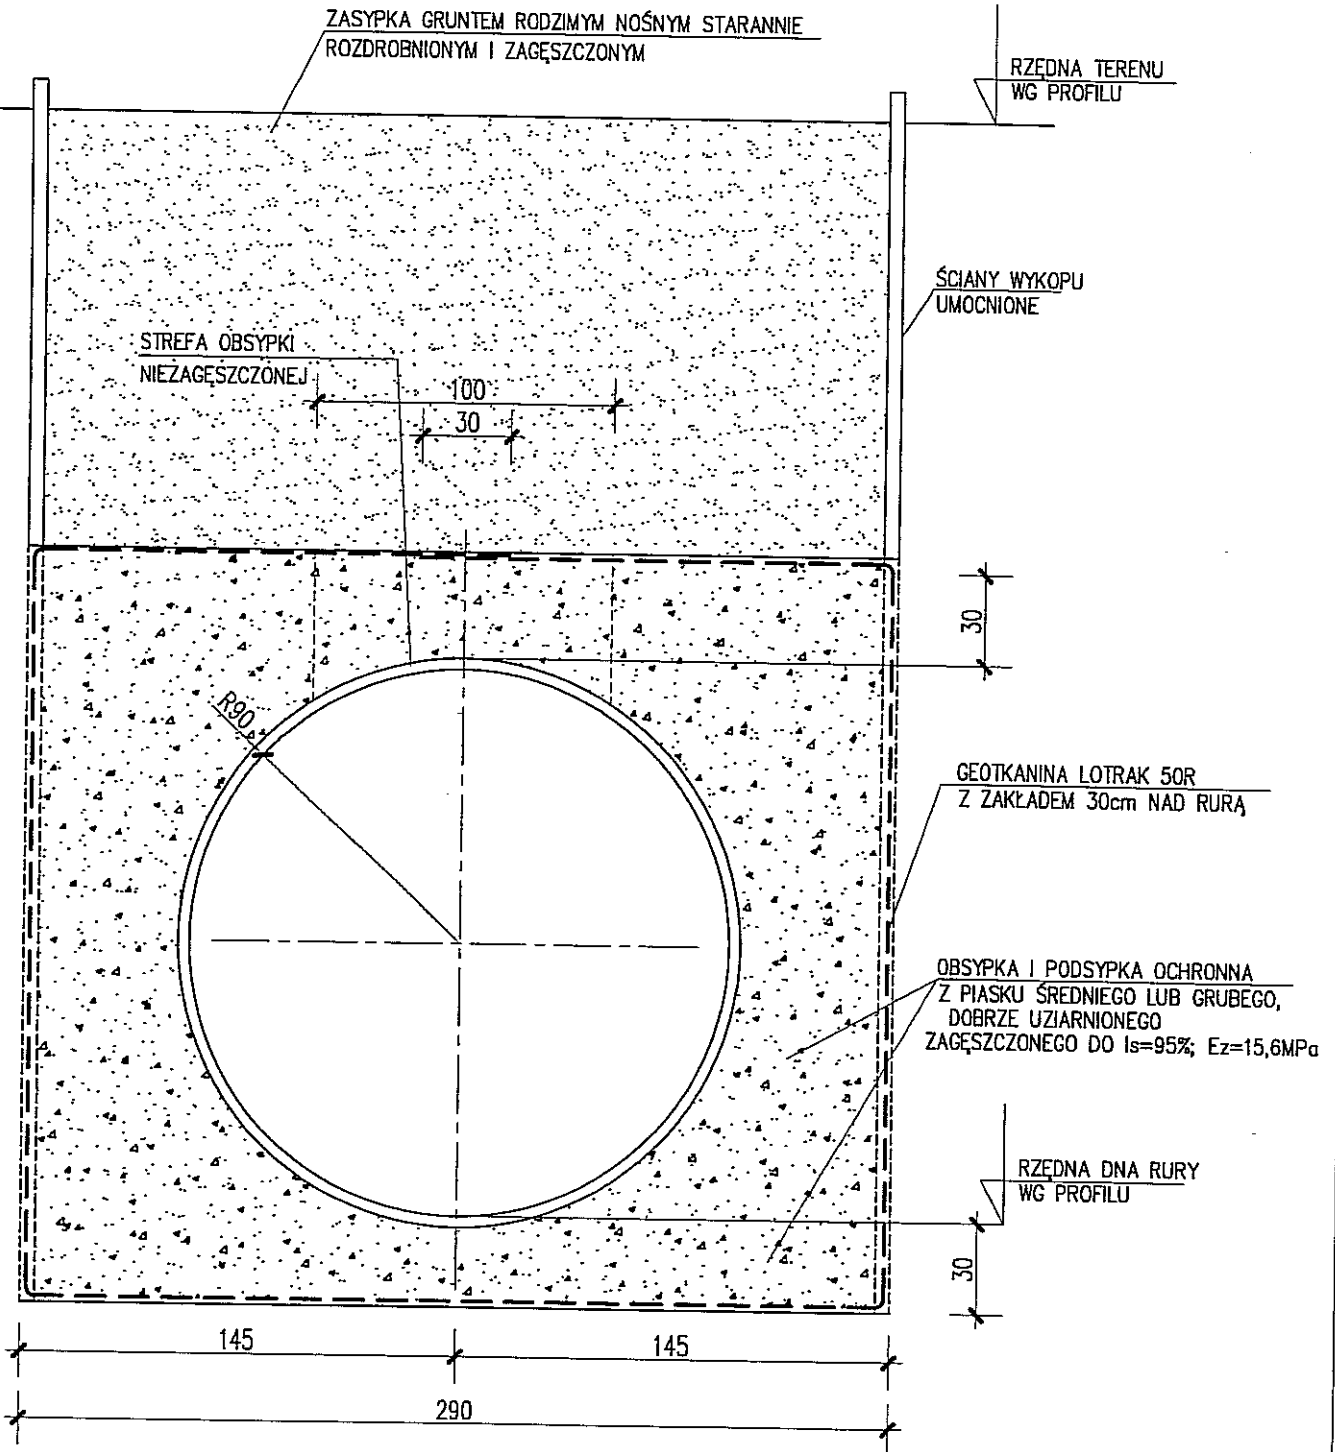 ZASYPKA GRUNTEM RODZIMYM NOŚNYM STARANNIE
ROZDROBNIONYM I ZAGĘSZCZONYM
RZĘDNA TERENU
WG PROFILU
ŚCIANY WYKOPU
UMOCNIONE
STREFA OBSYPKI
NIEZAGĘSZCZONEJ
100
30
30
R90
GEOTKANINA LOTRAK 50R
Z ZAKŁADEM 30cm NAD RURĄ
OBSYPKA I PODSYPKA OCHRONNA
Z PIASKU ŚREDNIEGO LUB GRUBEGO,
DOBRZE UZIARNIONEGO
ZAGĘSZCZONEGO DO Is=95%; Ez=15,6MPa
RZĘDNA DNA RURY
WG PROFILU
30
145
145
290